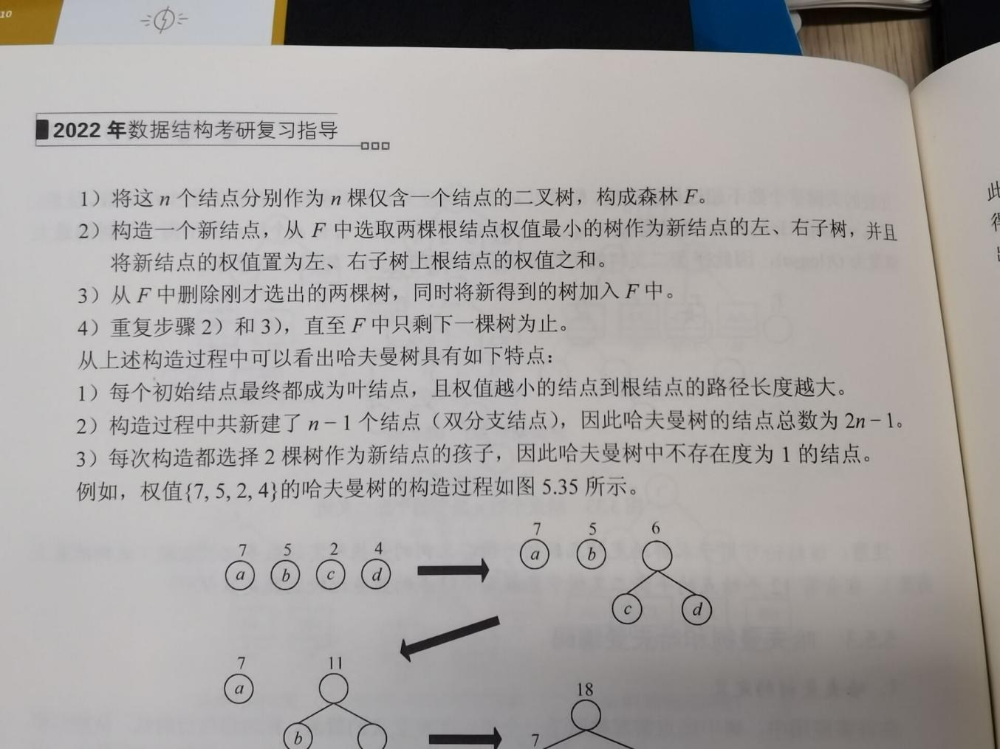 10
2022 年数据结构考研复习指导
1）将这 n 个结点分别作为 n 棵仅含一个结点的二叉树，构成森林 F。
2）构造一个新结点，从 F 中选取两棵根结点权值最小的树作为新结点的左、右子树，并且
将新结点的权值置为左、右子树上根结点的权值之和。
3）从 F 中删除刚才选出的两棵树，同时将新得到的树加入 F 中。
4）重复步骤 2）和 3），直至 F 中只剩下一棵树为止。
从上述构造过程中可以看出哈夫曼树具有如下特点：
1）每个初始结点最终都成为叶结点，且权值越小的结点到根结点的路径长度越大。
2）构造过程中共新建了 n − 1 个结点（双分支结点），因此哈夫曼树的结点总数为 2n − 1。
3）每次构造都选择 2 棵树作为新结点的孩子，因此哈夫曼树中不存在度为 1 的结点。
例如，权值{7, 5, 2, 4}的哈夫曼树的构造过程如图 5.35 所示。
7 5 2 4
a b c d
7 5 6
a b
c d
7 11
a
b
18
7
此
得